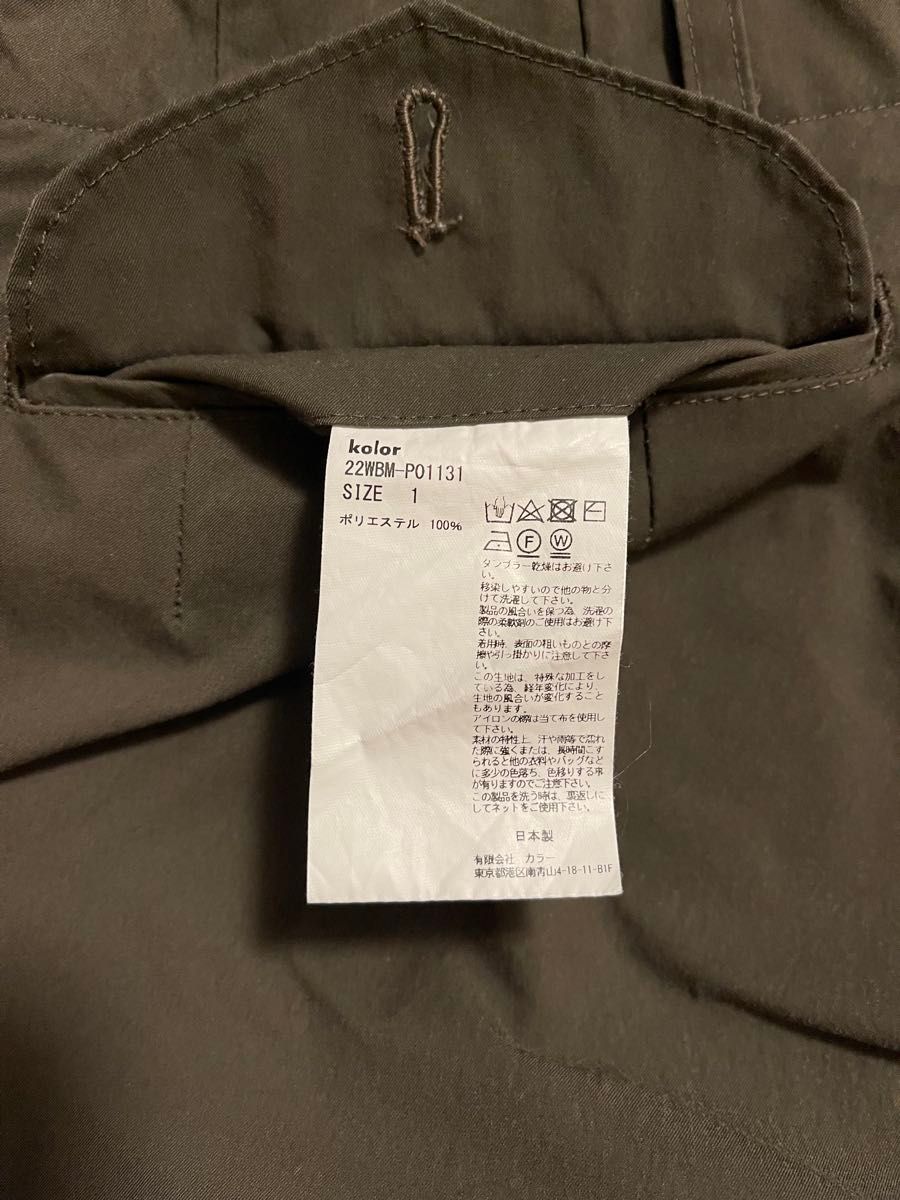 kolor
22WBM-P01131
SIZE 1
ポリエステル 100%
F
W
タンブラー乾燥はお避け下さ
い。
移染しやすいので他の物と分
けて洗濯して下さい。
製品の風合いを保つ為、洗濯の
際の柔軟剤のご使用はお避け下
さい。
着用時、表面の粗いものとの摩
擦や引っ掛かりに注意して下さ
い。
この生地は、特殊な加工をし
ている為、経年変化により、
生地の風合いが変化すること
もあります。
アイロンの際は当て布を使用し
て下さい。
素材の特性上、汗や雨等で濡れ
た際に強くまたは、長時間こす
られると他の衣料やバッグなど
に多少の色落ち、色移りする事
が有りますのでご注意下さい。
この製品を洗う時は、裏返しに
してネットをご使用下さい。
日本製
有限会社 カラー
東京都港区南青山4-18-11-B1F